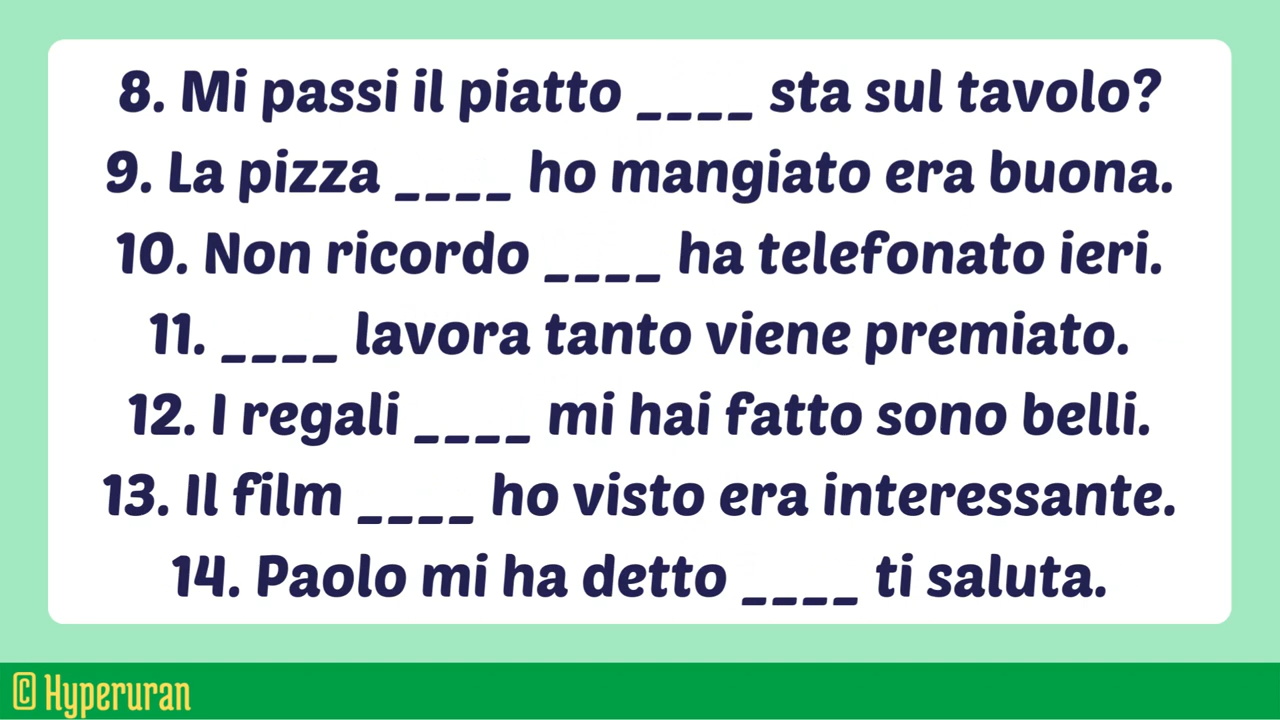 8. Mi passi il piatto ____ sta sul tavolo?
9. La pizza ____ ho mangiato era buona.
10. Non ricordo ____ ha telefonato ieri.
11. ____ lavora tanto viene premiato.
12. I regali ____ mi hai fatto sono belli.
13. Il film ____ ho visto era interessante.
14. Paolo mi ha detto ____ ti saluta.
© Hyperuran